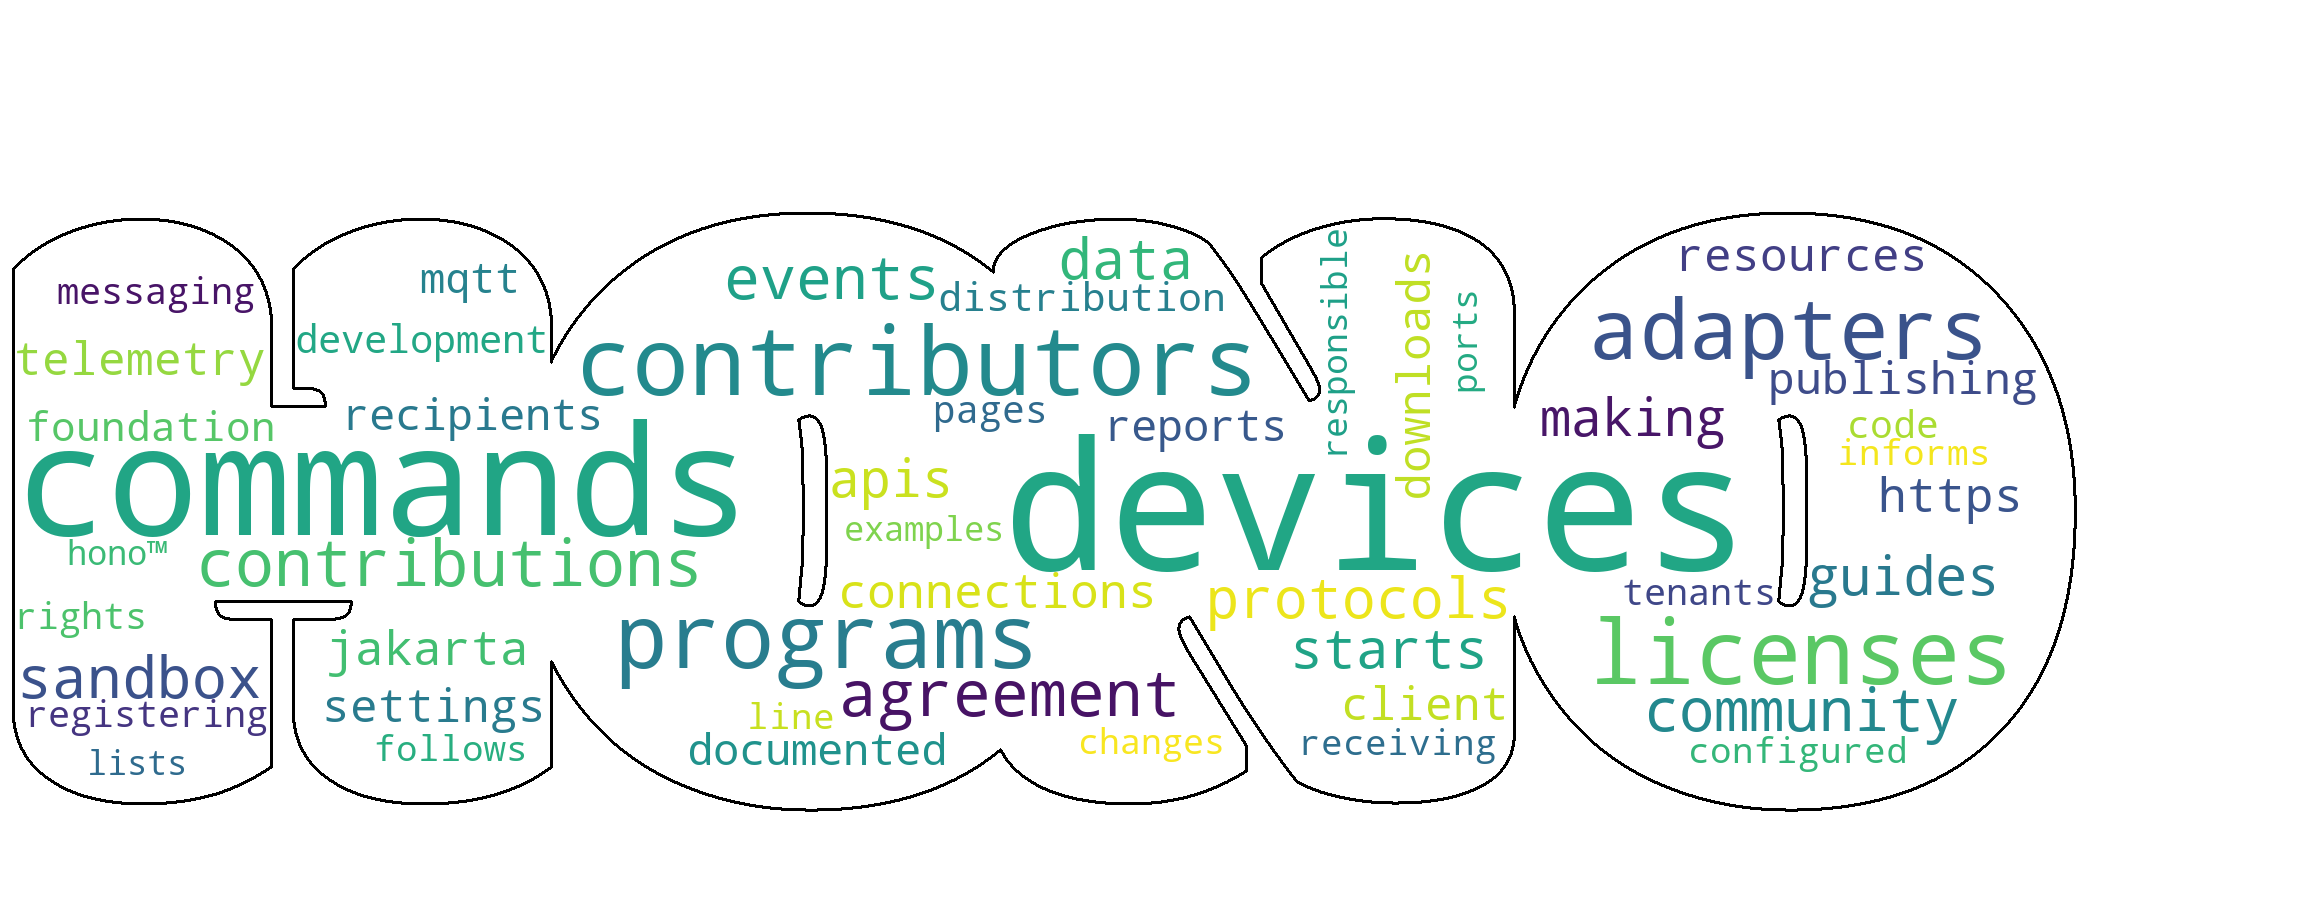 messaging
telemetry
foundation
commands
hono™
contributions
rights
sandbox
registering
lists
mqtt
development
recipients
jakarta
settings
follows
events
data
distribution
contributors
pages
reports
apis
examples
connections
programs
agreement
line
documented
changes
responsible
downloads
ports
devices
protocols
starts
client
receiving
resources
adapters
publishing
making
code
informs
https
tenants
guides
licenses
community
configured